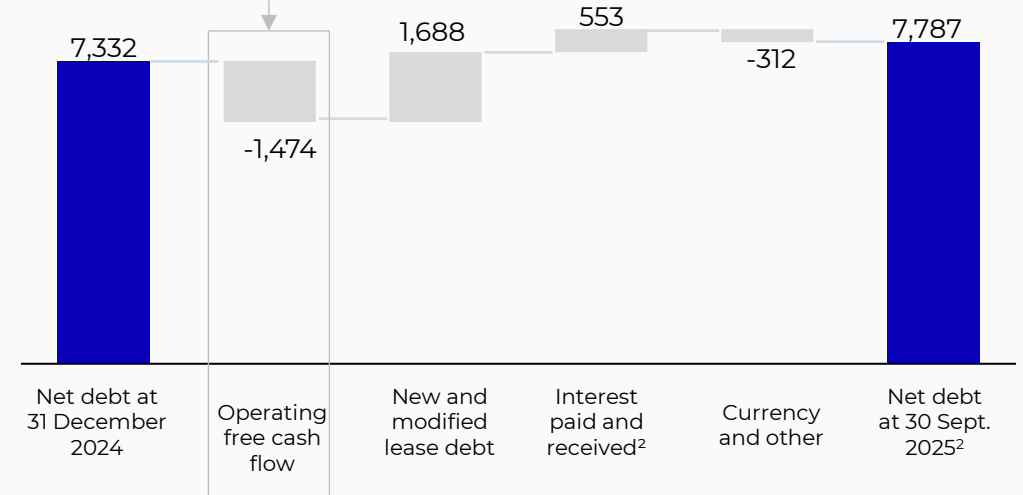 7,332
-1,474
1,688
553
-312
7,787
Net debt at
31 December
2024
Operating
free cash
flow
New and
modified
lease debt
Interest
paid and
received²
Currency
and other
Net debt
at 30 Sept.
2025²